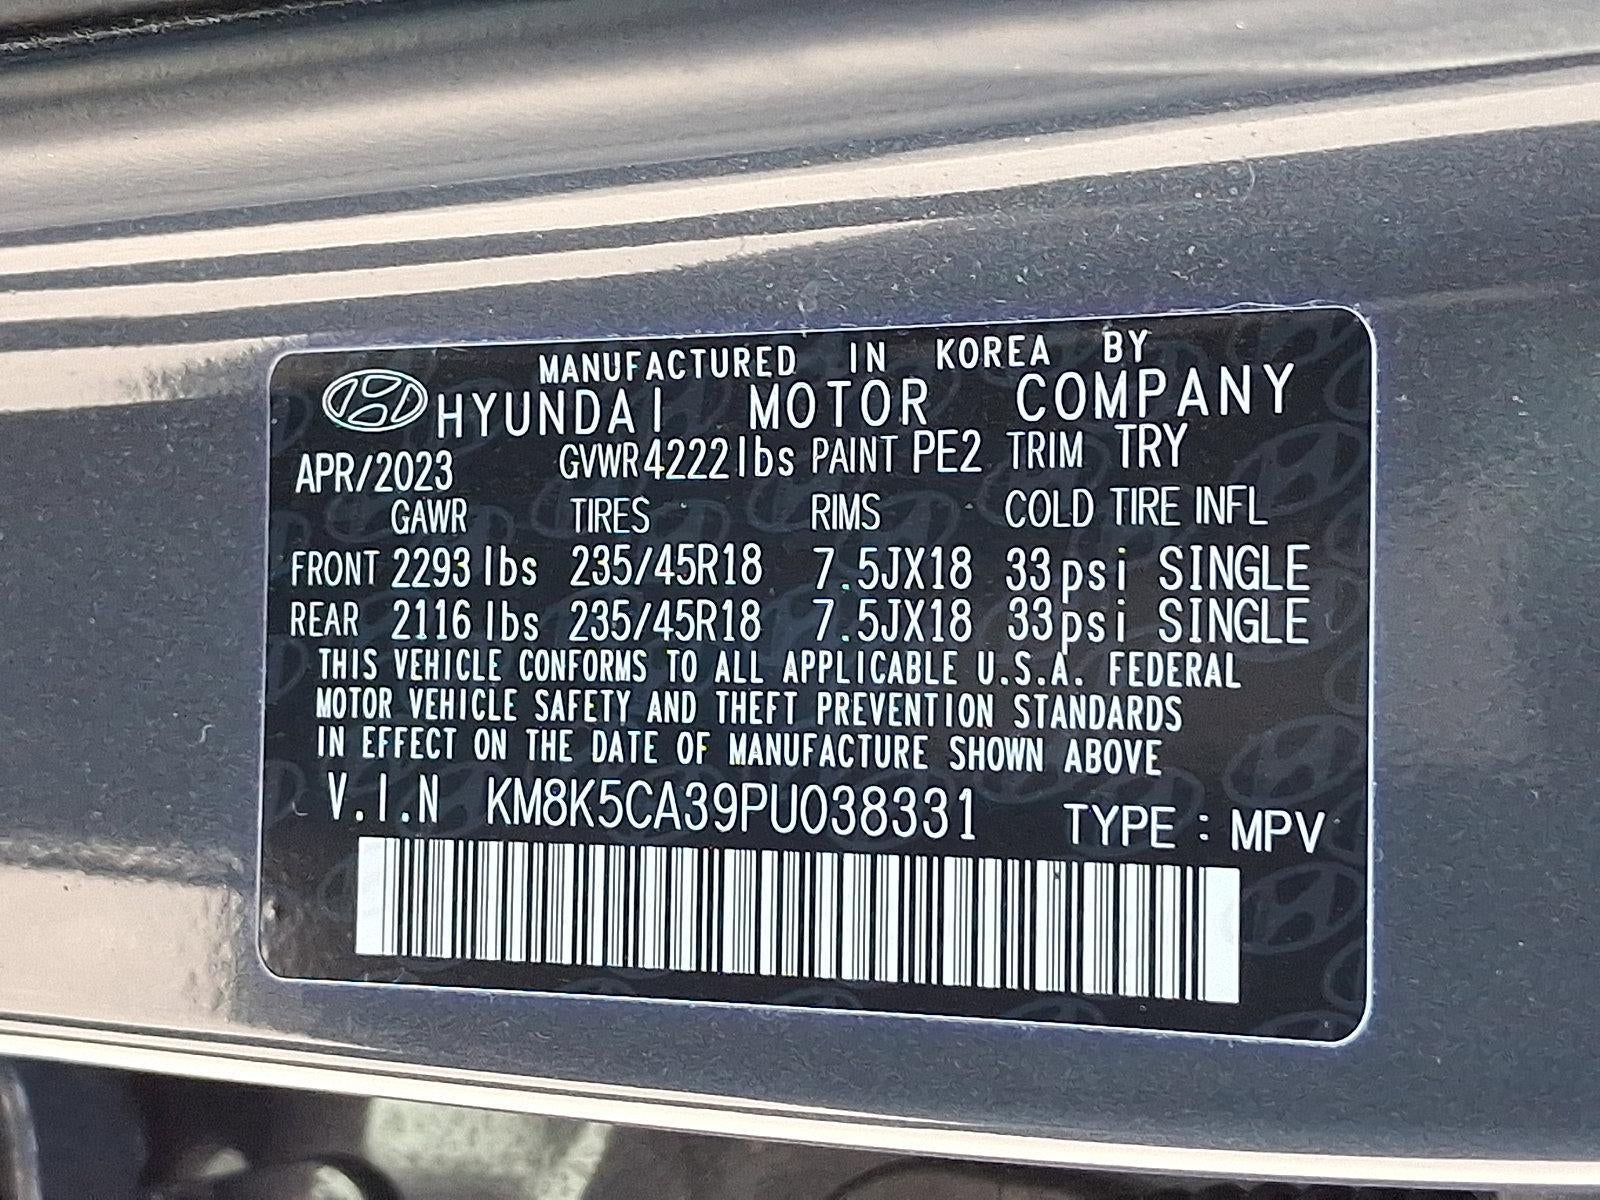 MANUFACTURED IN KOREA BY
HYUNDAI MOTOR COMPANY
APR/2023 GVWR 4222 lbs PAINT PE2 TRIM TRY
GAWR TIRES RIMS COLD TIRE INFL
FRONT 2293 lbs 235/45R18 7.5JX18 33psi SINGLE
REAR 2116 lbs 235/45R18 7.5JX18 33psi SINGLE
THIS VEHICLE CONFORMS TO ALL APPLICABLE U.S.A. FEDERAL
MOTOR VEHICLE SAFETY AND THEFT PREVENTION STANDARDS
IN EFFECT ON THE DATE OF MANUFACTURE SHOWN ABOVE
V.I.N KM8K5CA39PU038331 TYPE : MPV